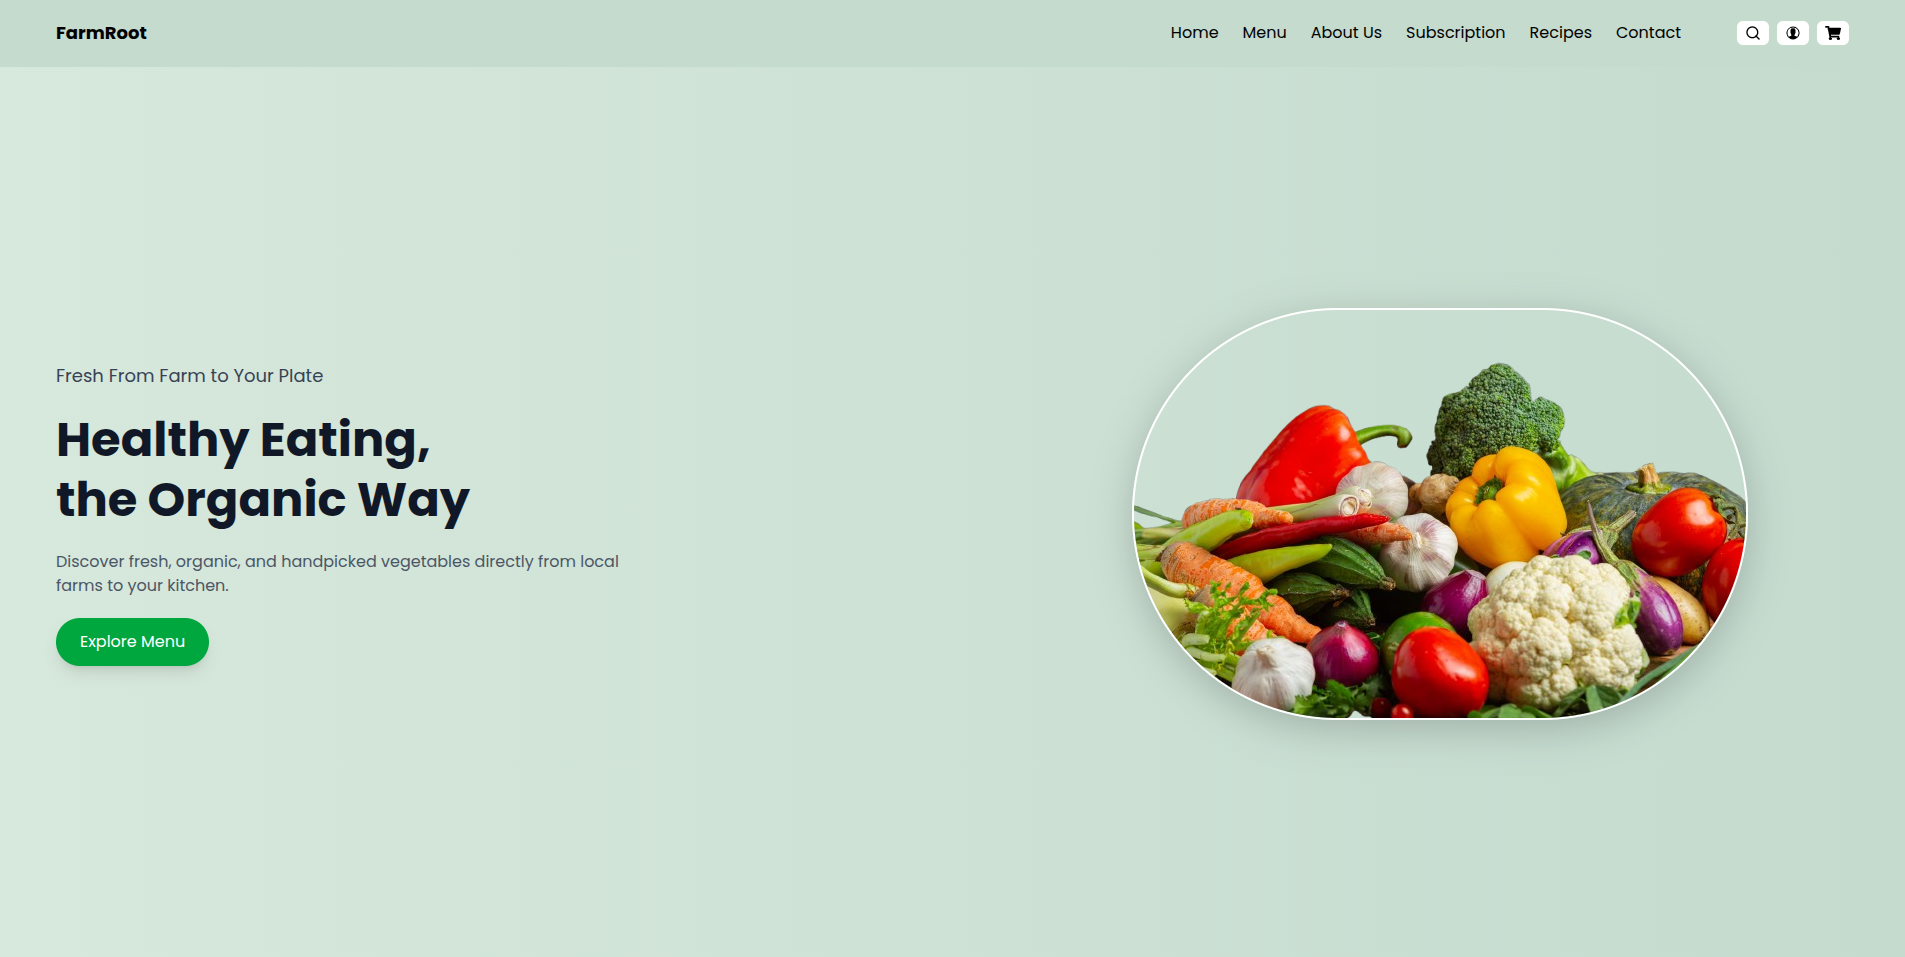 FarmRoot
Home Menu About Us Subscription Recipes Contact
Fresh From Farm to Your Plate
Healthy Eating,
the Organic Way
Discover fresh, organic, and handpicked vegetables directly from local
farms to your kitchen.
Explore Menu